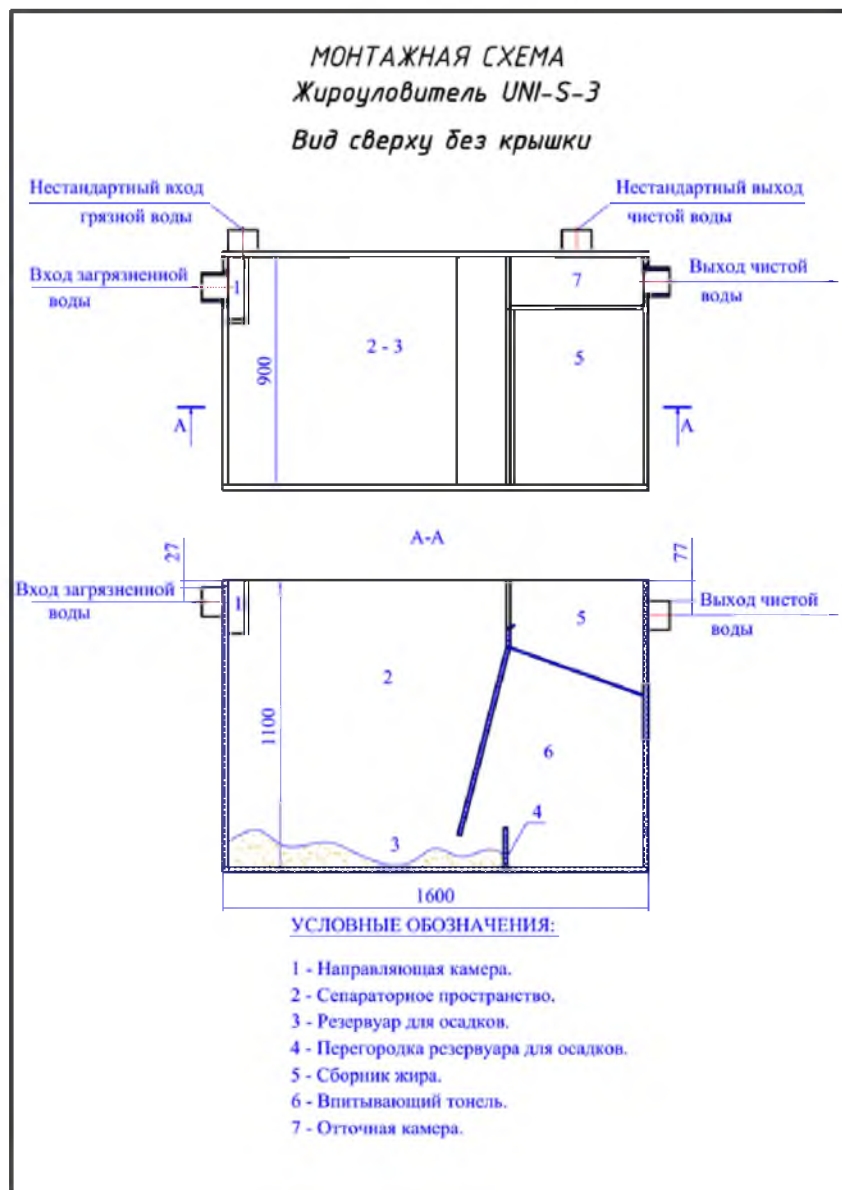 МОНТАЖНАЯ СХЕМА
Жироуловитель UNI-S-3
Вид сверху без крышки
Нестандартный вход
грязной воды
Нестандартный выход
чистой воды
Вход загрязненной
воды
Выход чистой
воды
1
7
2 - 3
5
900
А
А
А-А
27
77
Вход загрязненной
воды
Выход чистой
воды
1
5
2
1100
6
4
3
1600
УСЛОВНЫЕ ОБОЗНАЧЕНИЯ:
1 - Направляющая камера.
2 - Сепараторное пространство.
3 - Резервуар для осадков.
4 - Перегородка резервуара для осадков.
5 - Сборник жира.
6 - Впитывающий тонель.
7 - Отточная камера.